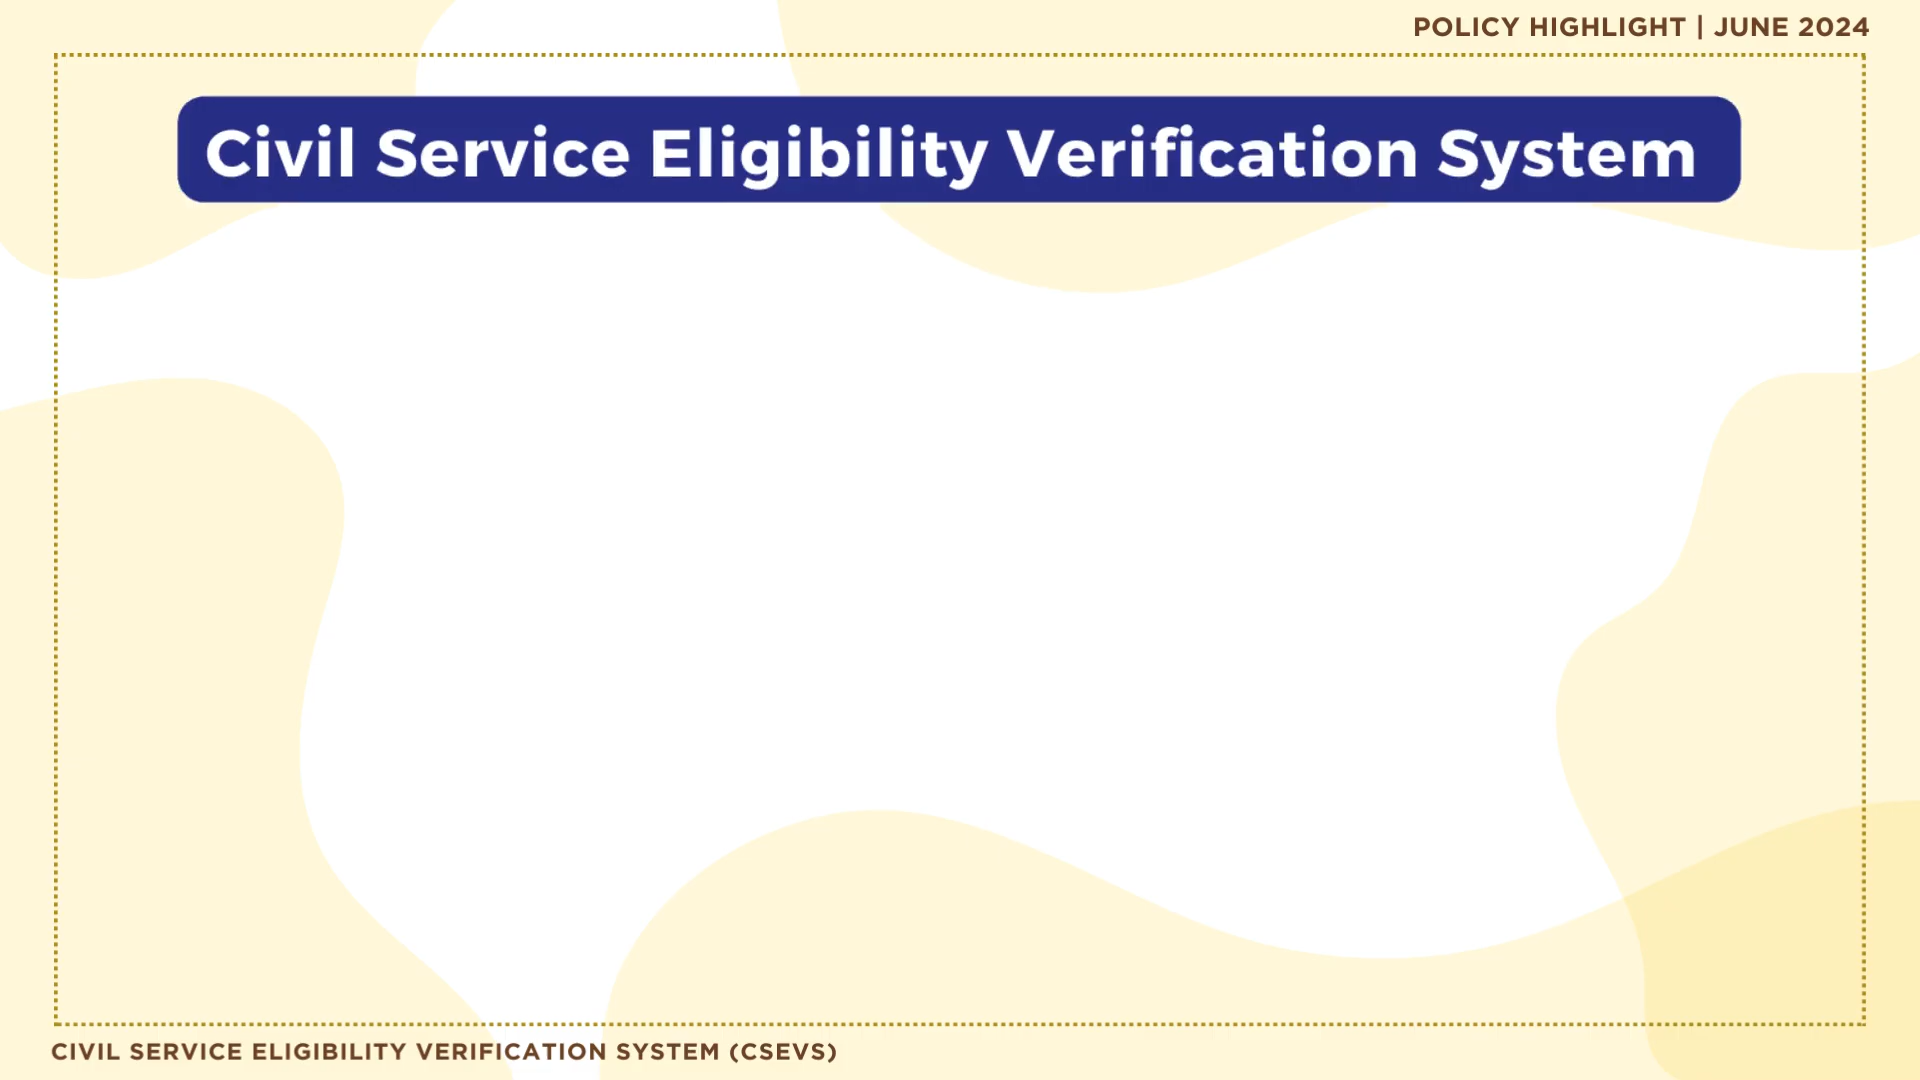 POLICY HIGHLIGHT | JUNE 2024
Civil Service Eligibility Verification System
CIVIL SERVICE ELIGIBILITY VERIFICATION SYSTEM (CSEVS)